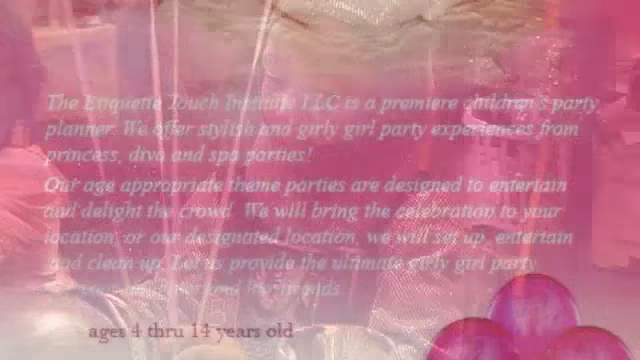 The Etiquette Touch Institute LLC is a premiere children's party
planner. We offer stylish and girly girl party experiences from
princess, diva and spa parties!
Our age appropriate theme parties are designed to entertain
and delight the crowd. We will bring the celebration to your
location, or our designated location, we will set up, entertain
and clean up. Let us provide the ultimate girly girl party
and her friends
ages 4 thru 14 years old